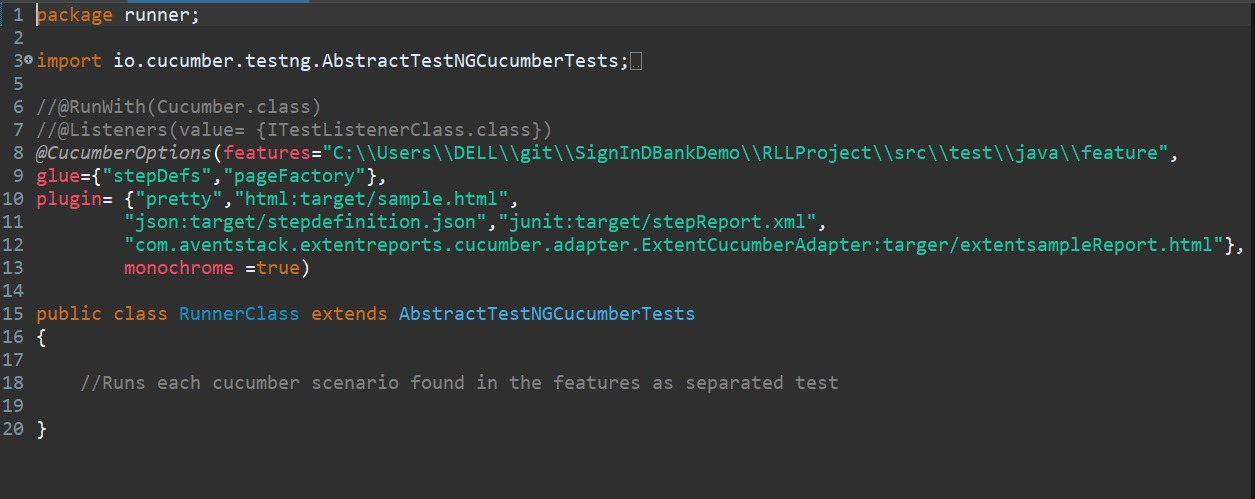 1 package runner;
2
3 import io.cucumber.testng.AbstractTestNGCucumberTests;
5
6 //@RunWith(Cucumber.class)
7 //@Listeners(value= {ITestListenerClass.class})
8 @CucumberOptions(features="C:\\Users\\DELL\\git\\SignInDBankDemo\\RLLProject\\src\\test\\java\\feature",
9 glue={"stepDefs","pageFactory"},
10 plugin= {"pretty","html:target/sample.html",
11         "json:target/stepdefinition.json","junit:target/stepReport.xml",
12         "com.aventstack.extentreports.cucumber.adapter.ExtentCucumberAdapter:targer/extentsampleReport.html"},
13         monochrome =true)
14
15 public class RunnerClass extends AbstractTestNGCucumberTests
16 {
17
18     //Runs each cucumber scenario found in the features as separated test
19
20 }